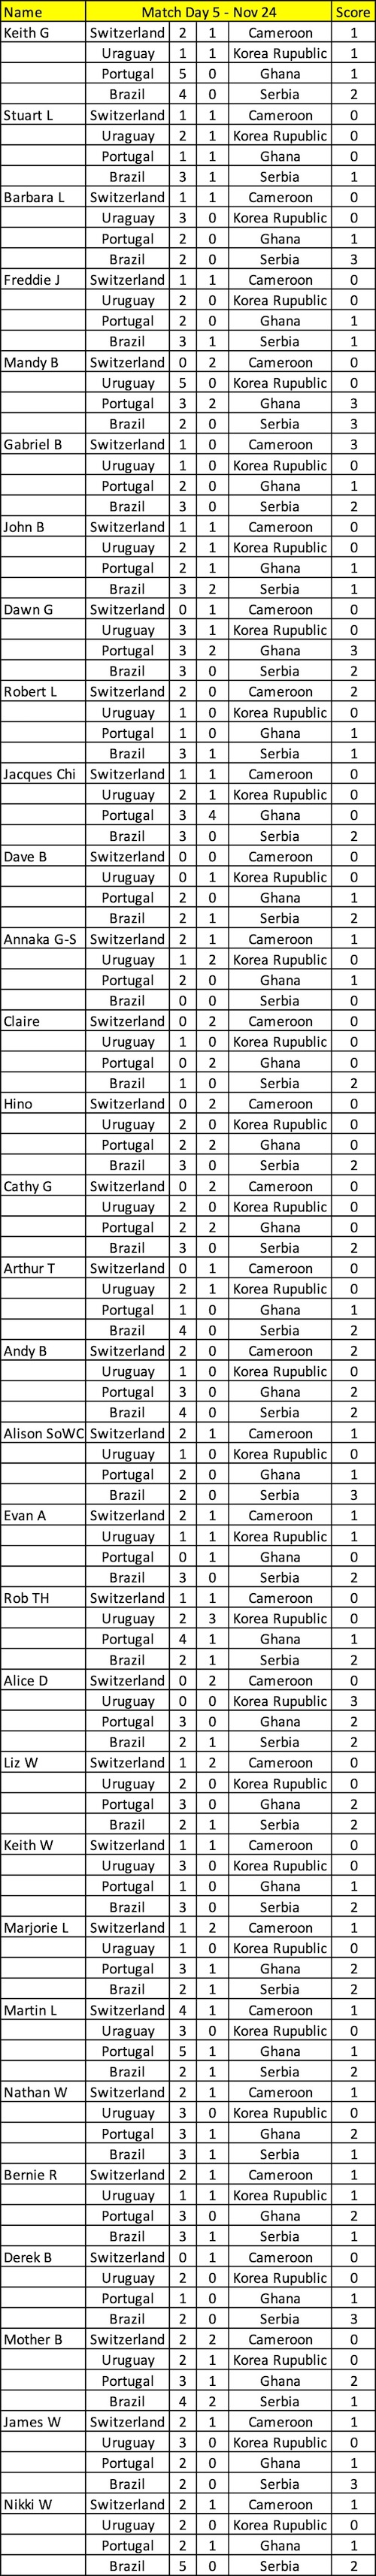 Name Match Day 5 - Nov 24 Score
Keith G Switzerland 2 1 Cameroon 1
Uraguay 1 1 Korea Rupublic 1
Portugal 5 0 Ghana 1
Brazil 4 0 Serbia 2
Stuart L Switzerland 1 1 Cameroon 0
Uraguay 2 1 Korea Rupublic 0
Portugal 1 1 Ghana 0
Brazil 3 1 Serbia 1
Barbara L Switzerland 1 1 Cameroon 0
Uraguay 3 0 Korea Rupublic 0
Portugal 2 0 Ghana 1
Brazil 2 0 Serbia 3
Freddie J Switzerland 1 1 Cameroon 0
Uruguay 2 0 Korea Rupublic 0
Portugal 2 0 Ghana 1
Brazil 3 1 Serbia 1
Mandy B Switzerland 0 2 Cameroon 0
Uruguay 5 0 Korea Rupublic 0
Portugal 3 2 Ghana 3
Brazil 2 0 Serbia 3
Gabriel B Switzerland 1 0 Cameroon 3
Uruguay 1 0 Korea Rupublic 0
Portugal 2 0 Ghana 1
Brazil 3 0 Serbia 2
John B Switzerland 1 1 Cameroon 0
Uruguay 2 1 Korea Rupublic 0
Portugal 2 1 Ghana 1
Brazil 3 2 Serbia 1
Dawn G Switzerland 0 1 Cameroon 0
Uruguay 3 1 Korea Rupublic 0
Portugal 3 2 Ghana 3
Brazil 3 0 Serbia 2
Robert L Switzerland 2 0 Cameroon 2
Uruguay 1 0 Korea Rupublic 0
Portugal 1 0 Ghana 1
Brazil 3 1 Serbia 1
Jacques Chi Switzerland 1 1 Cameroon 0
Uruguay 2 1 Korea Rupublic 0
Portugal 3 4 Ghana 0
Brazil 3 0 Serbia 2
Dave B Switzerland 0 0 Cameroon 0
Uruguay 0 1 Korea Rupublic 0
Portugal 2 0 Ghana 1
Brazil 2 1 Serbia 2
Annaka G-S Switzerland 2 1 Cameroon 1
Uruguay 1 2 Korea Rupublic 0
Portugal 2 0 Ghana 1
Brazil 0 0 Serbia 0
Claire Switzerland 0 2 Cameroon 0
Uruguay 1 0 Korea Rupublic 0
Portugal 0 2 Ghana 0
Brazil 1 0 Serbia 2
Hino Switzerland 0 2 Cameroon 0
Uruguay 2 0 Korea Rupublic 0
Portugal 2 2 Ghana 0
Brazil 3 0 Serbia 2
Cathy G Switzerland 0 2 Cameroon 0
Uruguay 2 0 Korea Rupublic 0
Portugal 2 2 Ghana 0
Brazil 3 0 Serbia 2
Arthur T Switzerland 0 1 Cameroon 0
Uruguay 2 1 Korea Rupublic 0
Portugal 1 0 Ghana 1
Brazil 4 0 Serbia 2
Andy B Switzerland 2 0 Cameroon 2
Uruguay 1 0 Korea Rupublic 0
Portugal 3 0 Ghana 2
Brazil 4 0 Serbia 2
Alison SoWC Switzerland 2 1 Cameroon 1
Uruguay 1 0 Korea Rupublic 0
Portugal 2 0 Ghana 1
Brazil 2 0 Serbia 3
Evan A Switzerland 2 1 Cameroon 1
Uruguay 1 1 Korea Rupublic 1
Portugal 0 1 Ghana 0
Brazil 3 0 Serbia 2
Rob TH Switzerland 1 1 Cameroon 0
Uruguay 2 3 Korea Rupublic 0
Portugal 4 1 Ghana 1
Brazil 2 1 Serbia 2
Alice D Switzerland 0 2 Cameroon 0
Uruguay 0 0 Korea Rupublic 3
Portugal 3 0 Ghana 2
Brazil 2 1 Serbia 2
Liz W Switzerland 1 2 Cameroon 0
Uruguay 2 0 Korea Rupublic 0
Portugal 3 0 Ghana 2
Brazil 2 1 Serbia 2
Keith W Switzerland 1 1 Cameroon 0
Uruguay 3 0 Korea Rupublic 0
Portugal 1 0 Ghana 1
Brazil 3 0 Serbia 2
Marjorie L Switzerland 1 2 Cameroon 1
Uraguay 1 0 Korea Rupublic 0
Portugal 3 1 Ghana 2
Brazil 2 1 Serbia 2
Martin L Switzerland 4 1 Cameroon 1
Uraguay 3 0 Korea Rupublic 0
Portugal 5 1 Ghana 1
Brazil 2 1 Serbia 2
Nathan W Switzerland 2 1 Cameroon 1
Uruguay 3 0 Korea Rupublic 0
Portugal 3 1 Ghana 2
Brazil 3 1 Serbia 1
Bernie R Switzerland 2 1 Cameroon 1
Uruguay 1 1 Korea Rupublic 1
Portugal 3 0 Ghana 2
Brazil 3 1 Serbia 1
Derek B Switzerland 0 1 Cameroon 0
Uruguay 2 0 Korea Rupublic 0
Portugal 1 0 Ghana 1
Brazil 2 0 Serbia 3
Mother B Switzerland 2 2 Cameroon 0
Uruguay 2 1 Korea Rupublic 0
Portugal 3 1 Ghana 2
Brazil 4 2 Serbia 1
James W Switzerland 2 1 Cameroon 1
Uruguay 3 0 Korea Rupublic 0
Portugal 2 0 Ghana 1
Brazil 2 0 Serbia 3
Nikki W Switzerland 2 1 Cameroon 1
Uruguay 2 0 Korea Rupublic 0
Portugal 2 1 Ghana 1
Brazil 5 0 Serbia 2